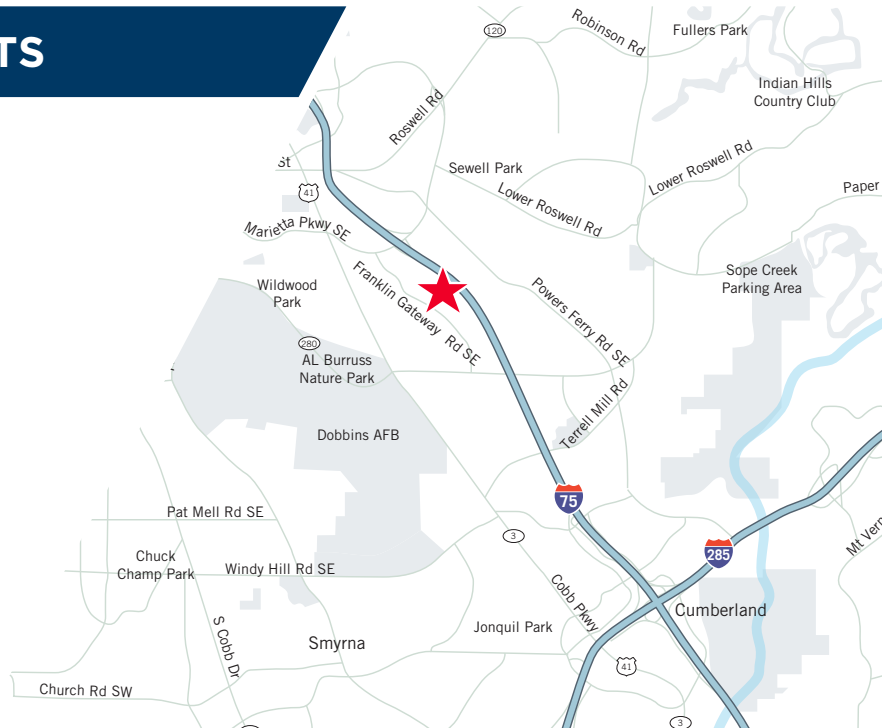 TS
120
Robinson Rd
Fullers Park
Indian Hills
Country Club
Roswell Rd
St
Sewell Park
Lower Roswell Rd
Lower Roswell Rd
Paper
41
Marietta Pkwy SE
Wildwood
Park
Franklin Gateway Rd SE
Sope Creek
Parking Area
Powers Ferry Rd SE
280
AL Burruss
Nature Park
Terrell Mill Rd
Dobbins AFB
75
Pat Mell Rd SE
3
285
Mt Vern
Chuck
Champ Park
Windy Hill Rd SE
Cobb Pkwy
Cumberland
S Cobb Dr
Jonquil Park
Smyrna
41
Church Rd SW
3